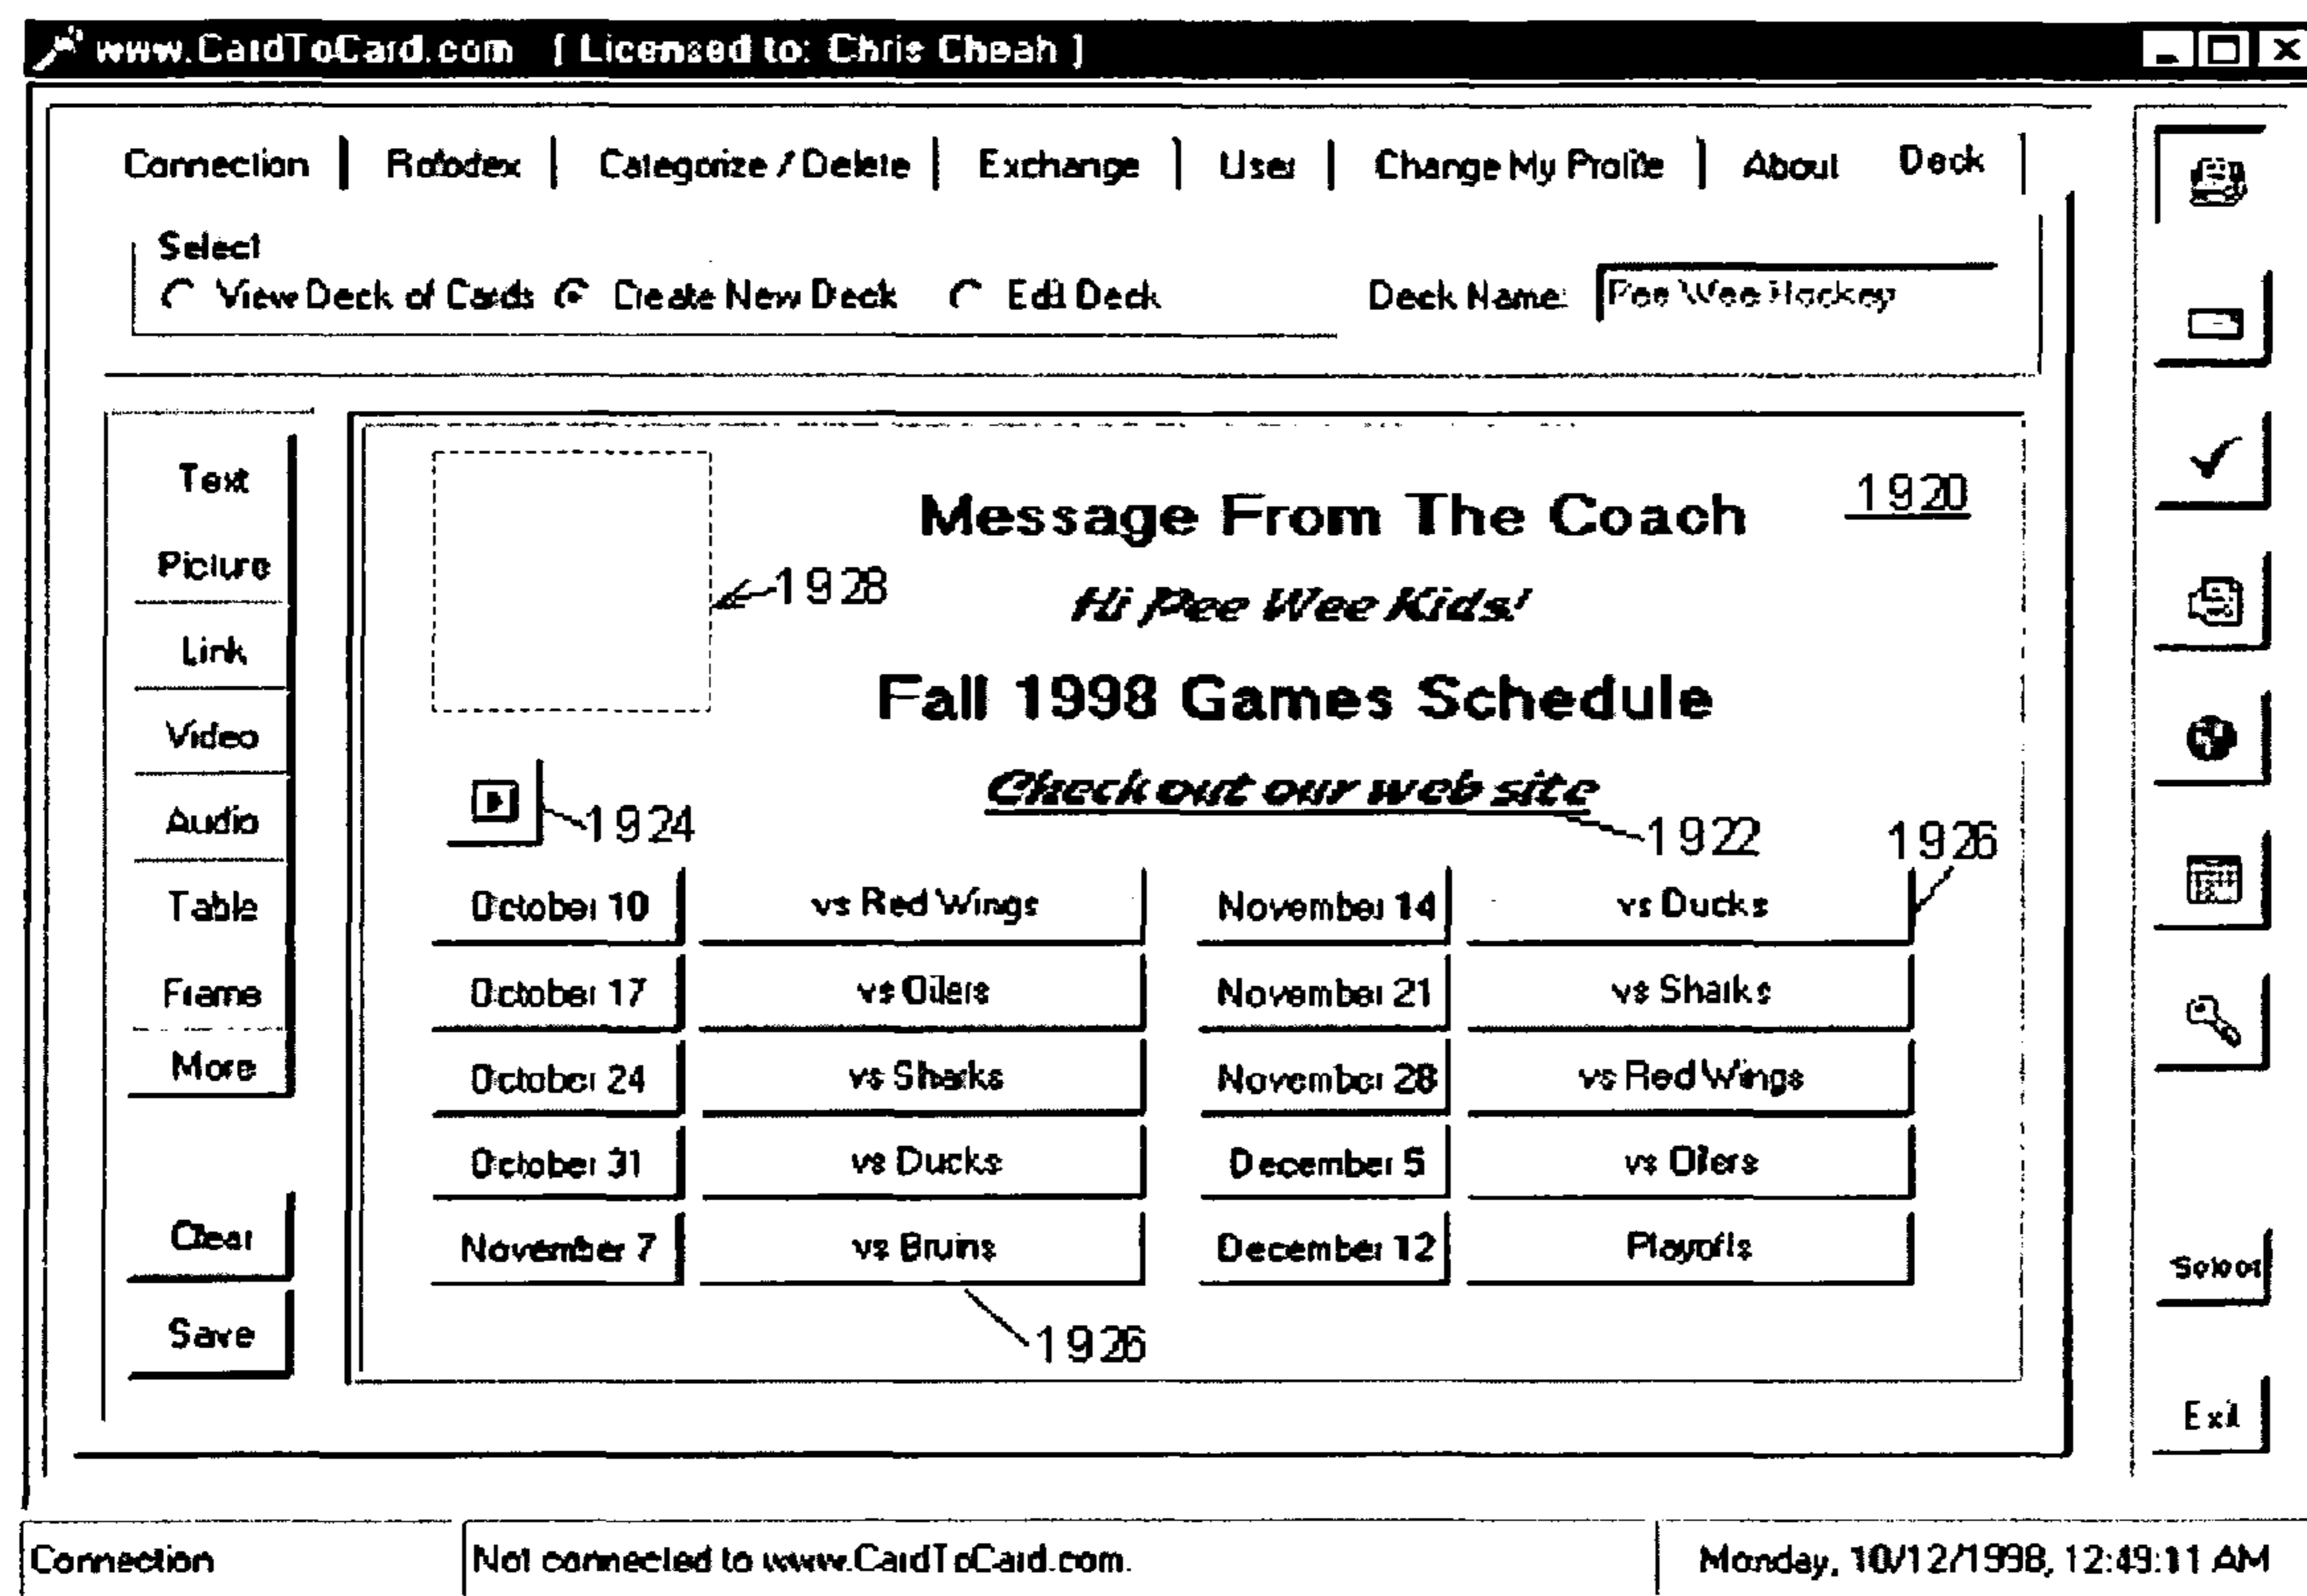 www.CardToCard.com [ Licensed to: Chris Cheah ]
Connection | Rolodex | Categorize / Delete | Exchange | User | Change My Profile | About Deck
Select
View Deck of Cards Create New Deck Edit Deck Deck Name: Pee Wee Hockey
Text
Picture
Link
Video
Audio
Table
Frame
More
Clear
Save
Message From The Coach 1920
1928
Hi Pee Wee Kids!
Fall 1998 Games Schedule
Check out our web site
1924
1922
1926
October 10 vs Red Wings November 14 vs Ducks
October 17 vs Oilers November 21 vs Sharks
October 24 vs Sharks November 28 vs Red Wings
October 31 vs Ducks December 5 vs Oilers
November 7 vs Bruins December 12 Playoffs
1926
Select
Exit
Connection Not connected to www.CardToCard.com. Monday, 10/12/1998, 12:49:11 AM